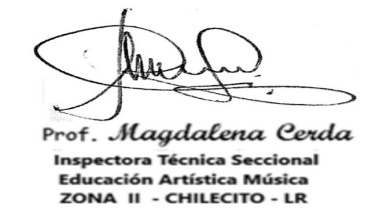 Prof. Magdalena Cerda
Inspectora Técnica Seccional
Educación Artística Música
ZONA II - CHILECITO - LR